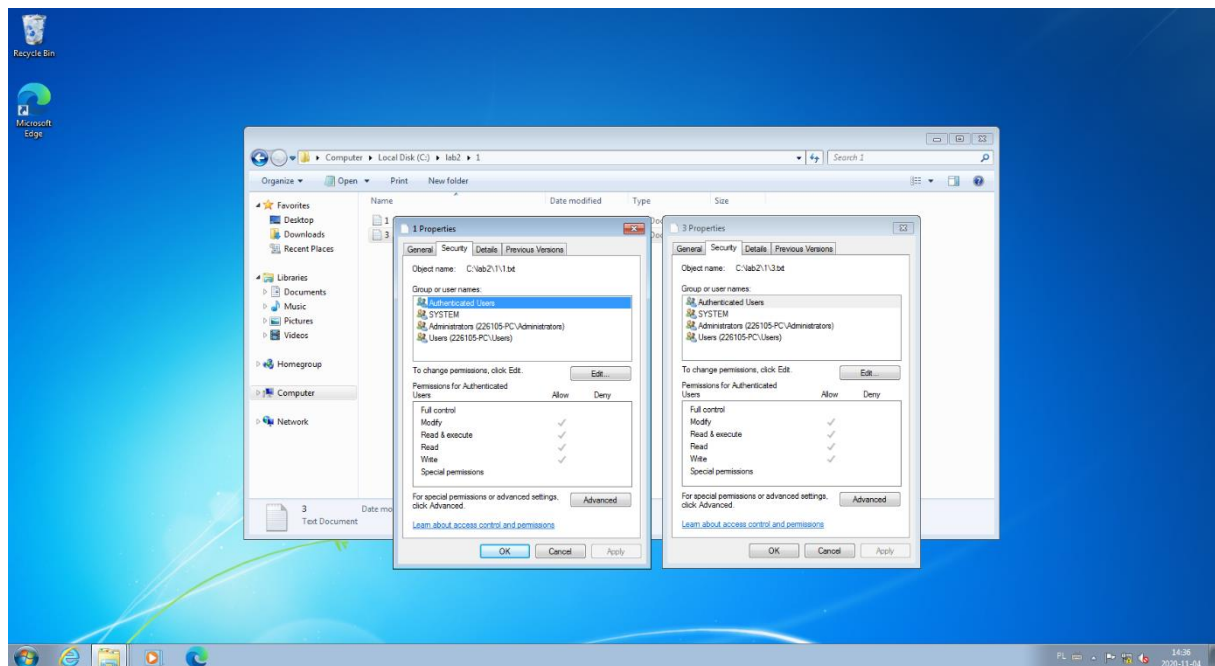 Recycle Bin
Microsoft Edge
Computer ▸ Local Disk (C:) ▸ lab2 ▸ 1
Search 1
Organize Open Print New folder
Favorites
Desktop
Downloads
Recent Places
Libraries
Documents
Music
Pictures
Videos
Homegroup
Computer
Network
Name Date modified Type Size
1
3
3 Date mo
Text Document
1 Properties
General Security Details Previous Versions
Object name: C:\lab2\1\1.txt
Group or user names:
Authenticated Users
SYSTEM
Administrators (226105-PC\Administrators)
Users (226105-PC\Users)
To change permissions, click Edit.
Edit...
Permissions for Authenticated
Users Allow Deny
Full control
Modify
Read & execute
Read
Write
Special permissions
For special permissions or advanced settings,
click Advanced.
Advanced
Learn about access control and permissions
OK Cancel Apply
3 Properties
General Security Details Previous Versions
Object name: C:\lab2\1\3.txt
Group or user names:
Authenticated Users
SYSTEM
Administrators (226105-PC\Administrators)
Users (226105-PC\Users)
To change permissions, click Edit.
Edit...
Permissions for Authenticated
Users Allow Deny
Full control
Modify
Read & execute
Read
Write
Special permissions
For special permissions or advanced settings,
click Advanced.
Advanced
Learn about access control and permissions
OK Cancel Apply
PL
14:36
2020-11-04